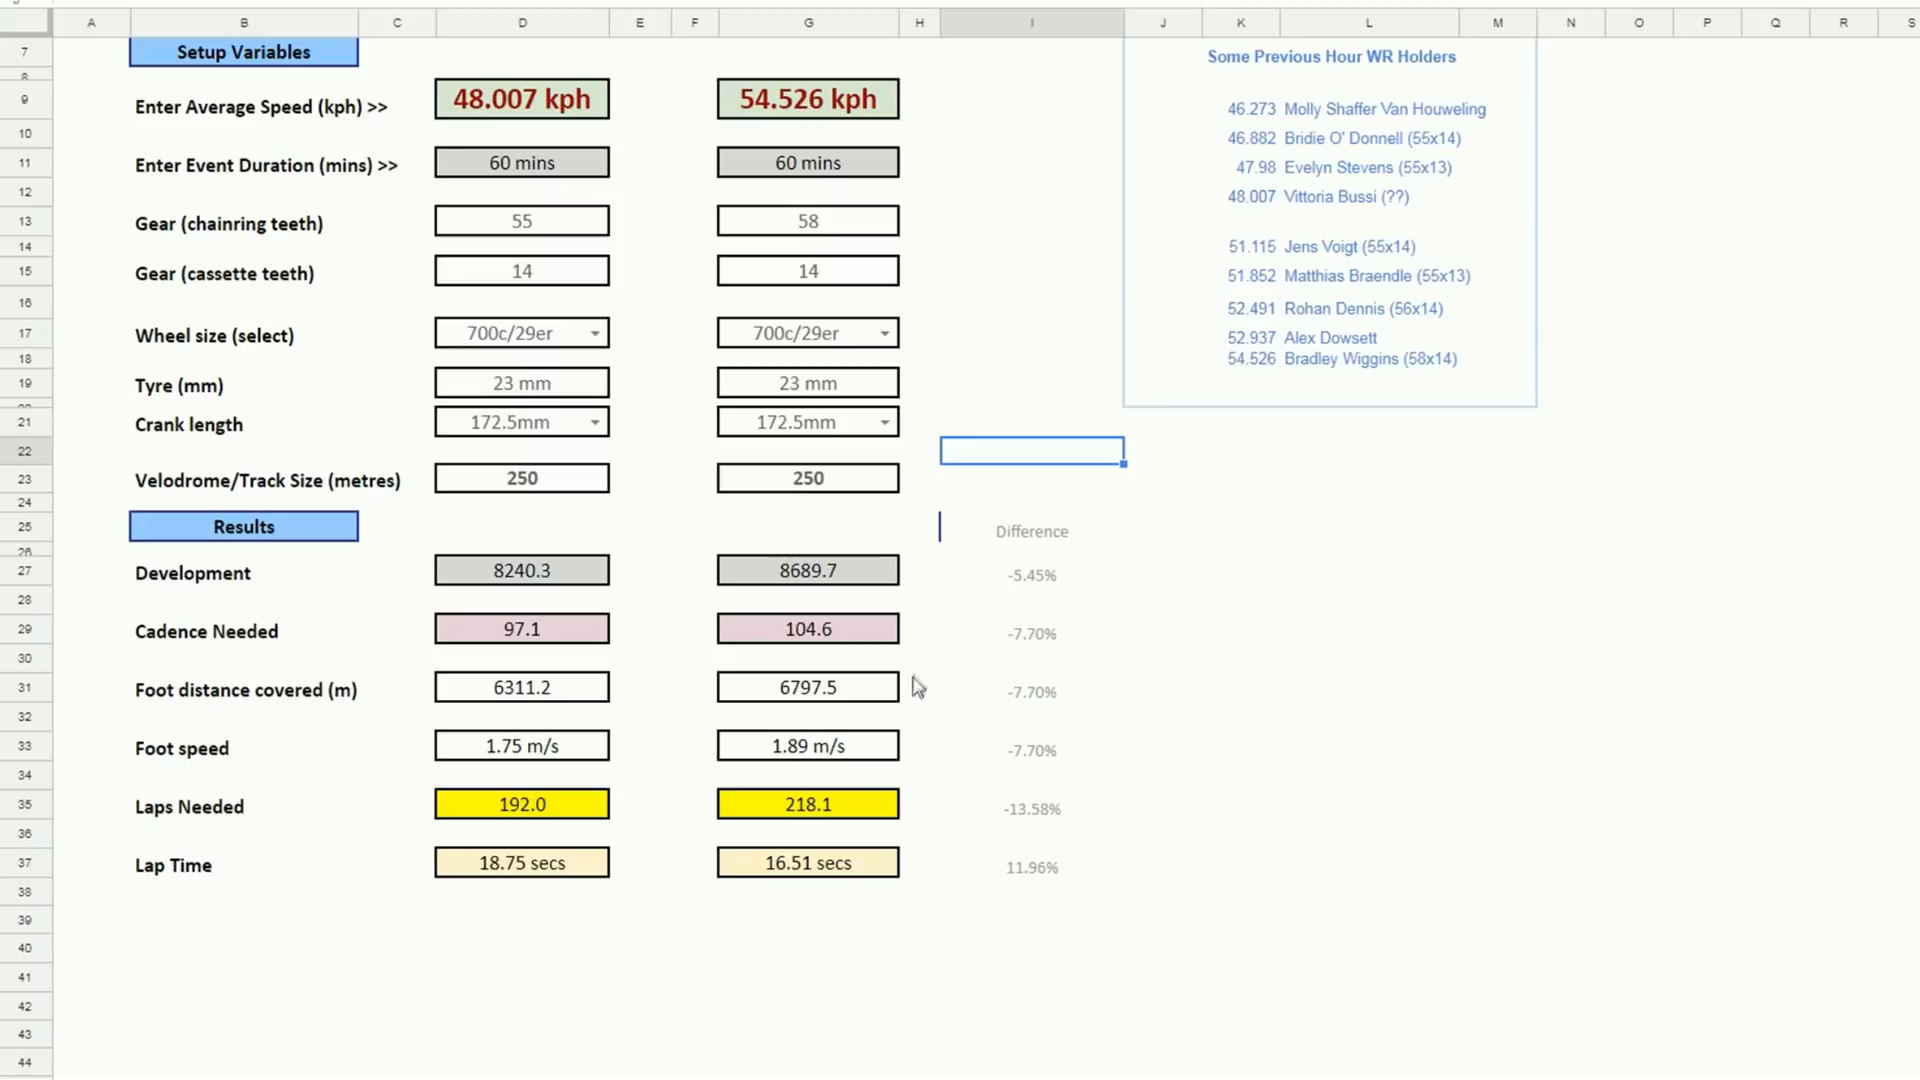 A B C D E F G H I J K L M N O P Q R S
7 Setup Variables Some Previous Hour WR Holders
8
9 Enter Average Speed (kph) >> 48.007 kph 54.526 kph 46.273 Molly Shaffer Van Houweling
10 46.882 Bridie O' Donnell (55x14)
11 Enter Event Duration (mins) >> 60 mins 60 mins 47.98 Evelyn Stevens (55x13)
12 48.007 Vittoria Bussi (??)
13 Gear (chainring teeth) 55 58
14 51.115 Jens Voigt (55x14)
15 Gear (cassette teeth) 14 14 51.852 Matthias Braendle (55x13)
16 52.491 Rohan Dennis (56x14)
17 Wheel size (select) 700c/29er 700c/29er 52.937 Alex Dowsett
18 54.526 Bradley Wiggins (58x14)
19 Tyre (mm) 23 mm 23 mm
21 Crank length 172.5mm 172.5mm
22
23 Velodrome/Track Size (metres) 250 250
24
25 Results Difference
26
27 Development 8240.3 8689.7 -5.45%
28
29 Cadence Needed 97.1 104.6 -7.70%
30
31 Foot distance covered (m) 6311.2 6797.5 -7.70%
32
33 Foot speed 1.75 m/s 1.89 m/s -7.70%
34
35 Laps Needed 192.0 218.1 -13.58%
36
37 Lap Time 18.75 secs 16.51 secs 11.96%
38
39
40
41
42
43
44